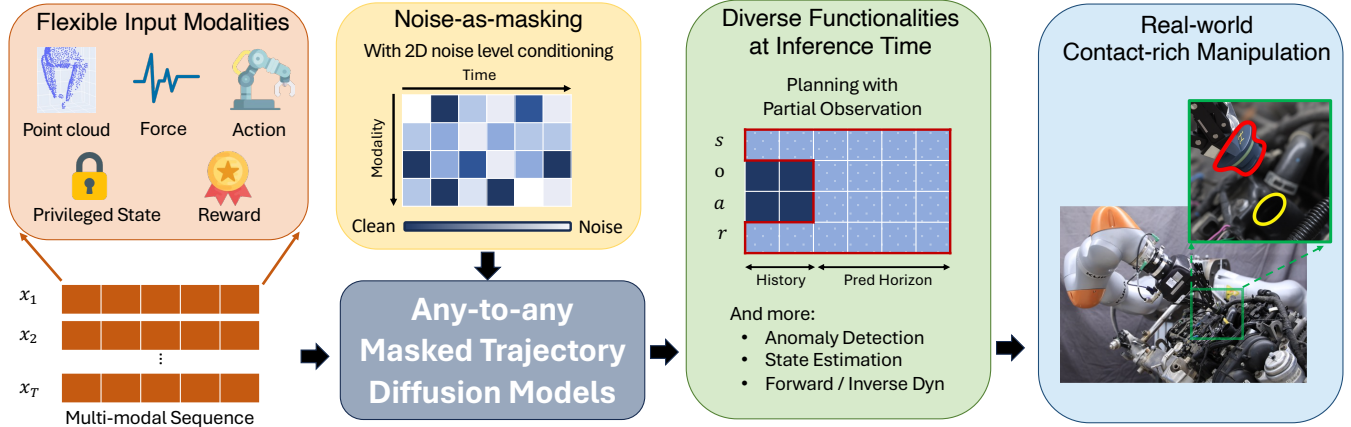 Flexible Input Modalities
Point cloud
Force
Action
Privileged State
Reward
x₁
x₂
⋮
x_T
Multi-modal Sequence
Noise-as-masking
With 2D noise level conditioning
Time
Modality
Clean
Noise
Any-to-any
Masked Trajectory
Diffusion Models
Diverse Functionalities
at Inference Time
Planning with
Partial Observation
s
o
a
r
History
Pred Horizon
And more:
• Anomaly Detection
• State Estimation
• Forward / Inverse Dyn
Real-world
Contact-rich Manipulation